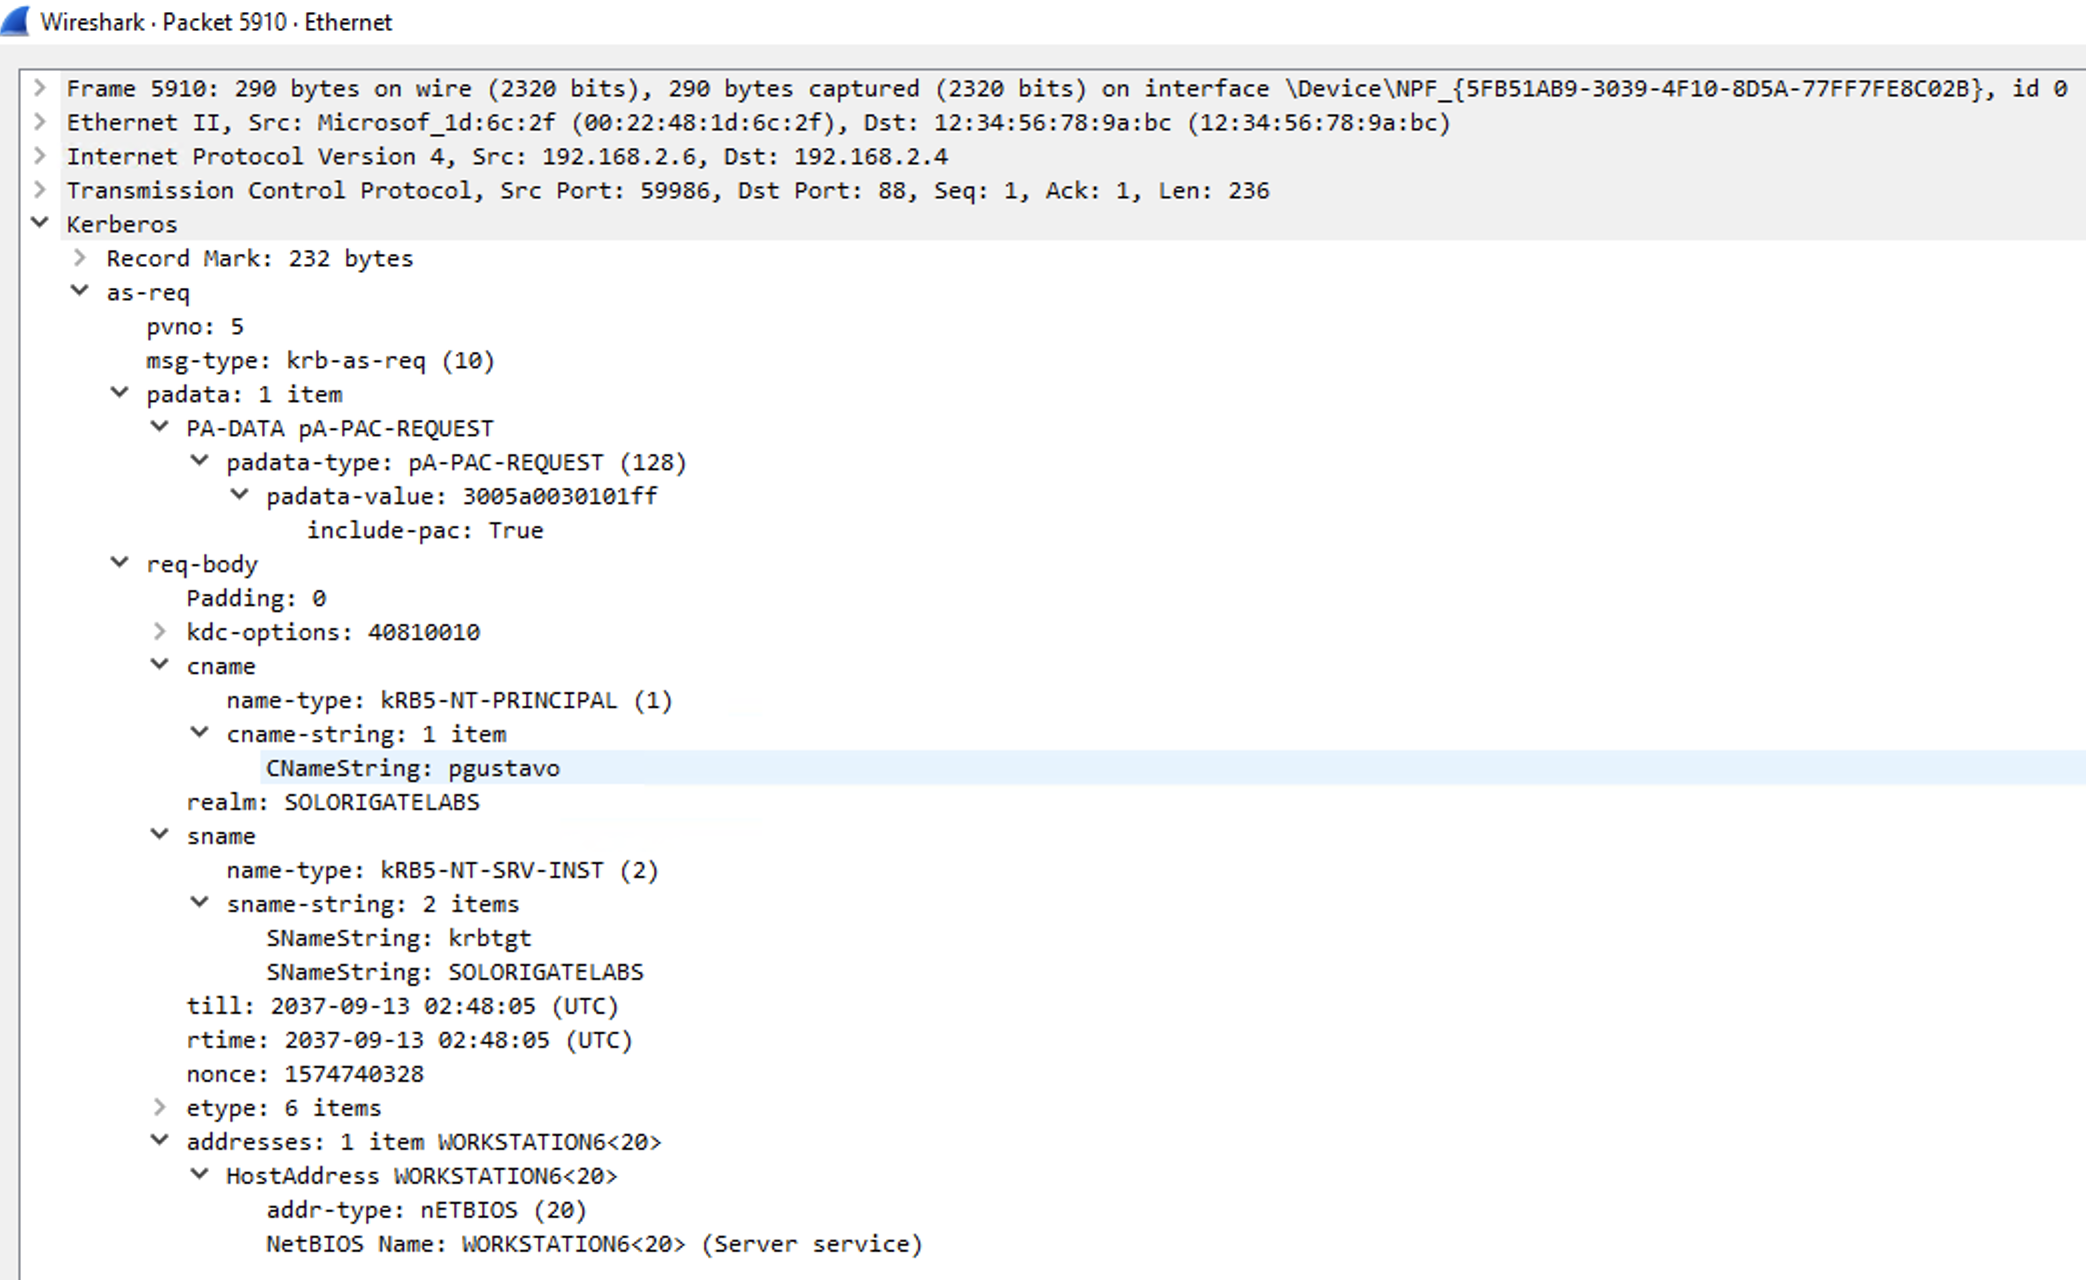 Wireshark · Packet 5910 · Ethernet
Frame 5910: 290 bytes on wire (2320 bits), 290 bytes captured (2320 bits) on interface \Device\NPF_{5FB51AB9-3039-4F10-8D5A-77FF7FE8C02B}, id 0
Ethernet II, Src: Microsof_1d:6c:2f (00:22:48:1d:6c:2f), Dst: 12:34:56:78:9a:bc (12:34:56:78:9a:bc)
Internet Protocol Version 4, Src: 192.168.2.6, Dst: 192.168.2.4
Transmission Control Protocol, Src Port: 59986, Dst Port: 88, Seq: 1, Ack: 1, Len: 236
Kerberos
Record Mark: 232 bytes
as-req
pvno: 5
msg-type: krb-as-req (10)
padata: 1 item
PA-DATA pA-PAC-REQUEST
padata-type: pA-PAC-REQUEST (128)
padata-value: 3005a0030101ff
include-pac: True
req-body
Padding: 0
kdc-options: 40810010
cname
name-type: kRB5-NT-PRINCIPAL (1)
cname-string: 1 item
CNameString: pgustavo
realm: SOLORIGATELABS
sname
name-type: kRB5-NT-SRV-INST (2)
sname-string: 2 items
SNameString: krbtgt
SNameString: SOLORIGATELABS
till: 2037-09-13 02:48:05 (UTC)
rtime: 2037-09-13 02:48:05 (UTC)
nonce: 1574740328
etype: 6 items
addresses: 1 item WORKSTATION6<20>
HostAddress WORKSTATION6<20>
addr-type: nETBIOS (20)
NetBIOS Name: WORKSTATION6<20> (Server service)